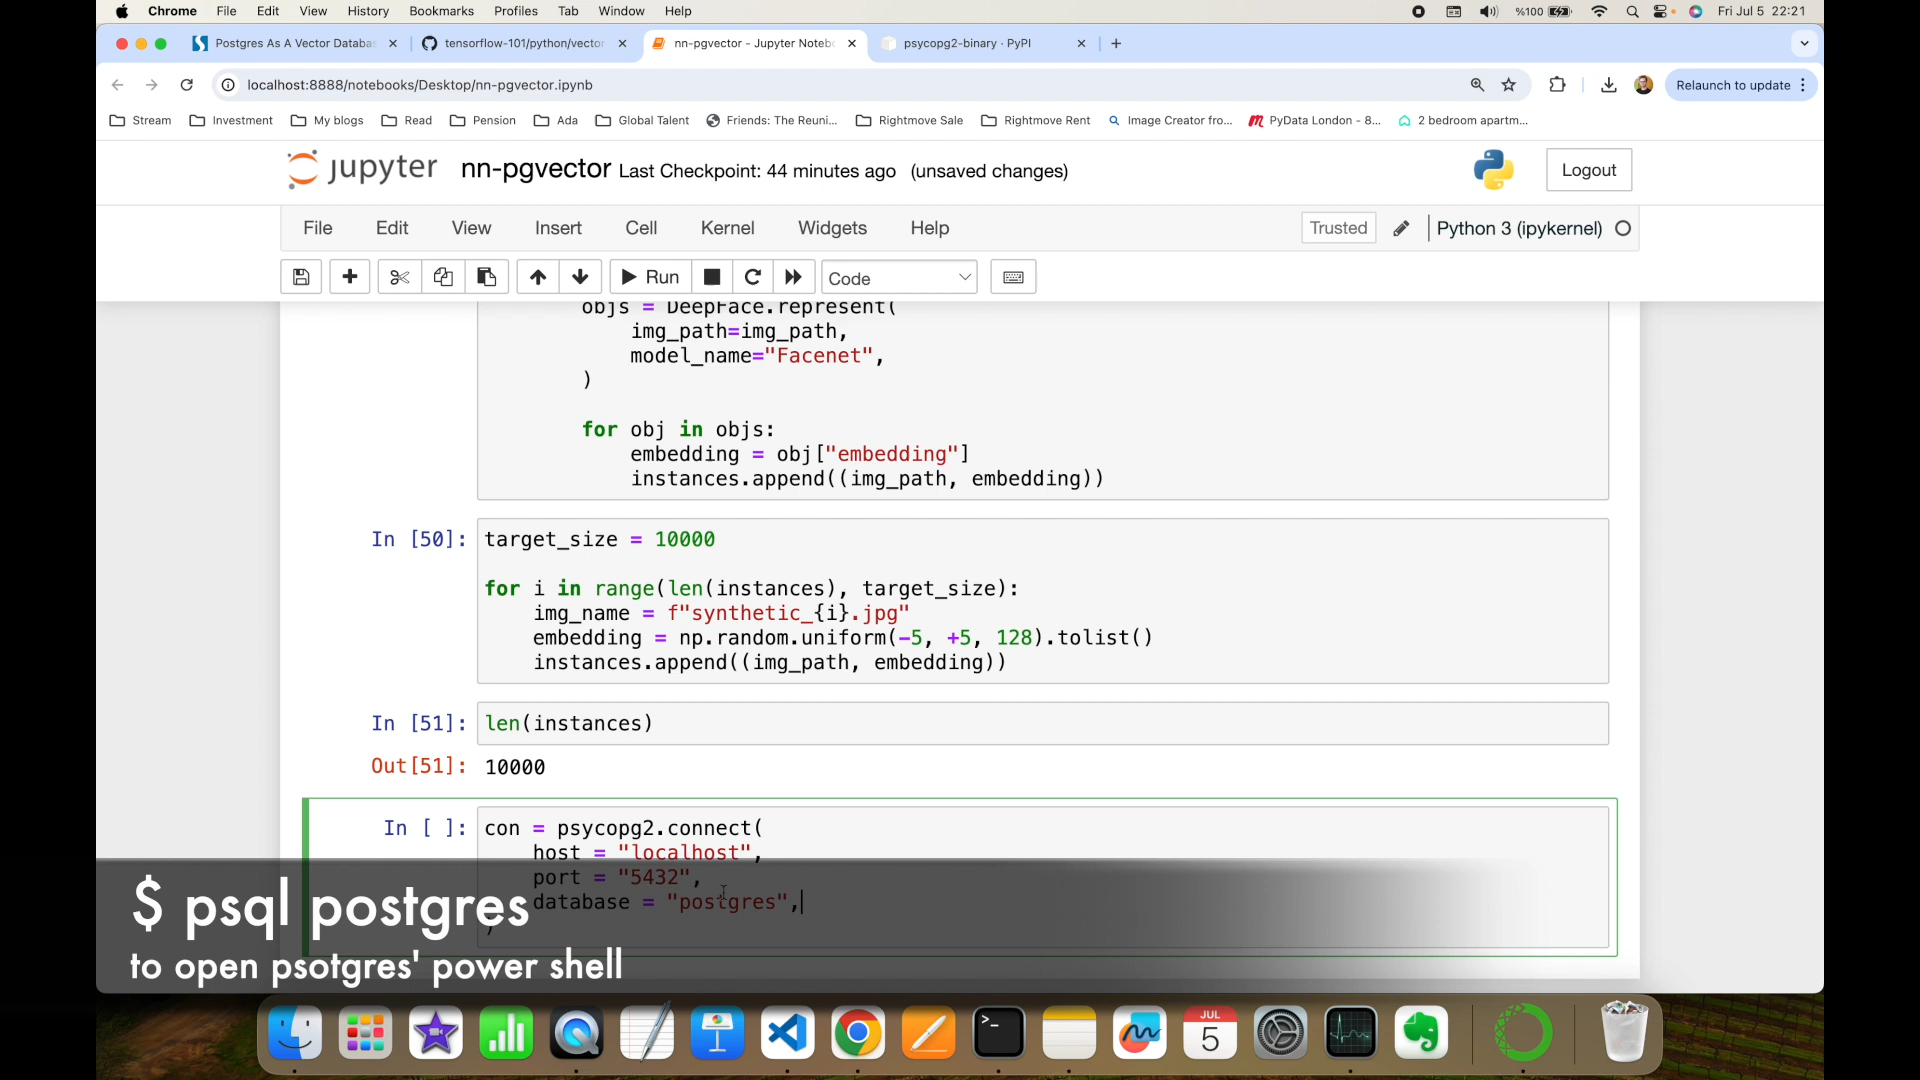 Chrome File Edit View History Bookmarks Profiles Tab Window Help %100 Fri Jul 5 22:21
Postgres As A Vector Databas tensorflow-101/python/vector nn-pgvector - Jupyter Notebo psycopg2-binary · PyPI
localhost:8888/notebooks/Desktop/nn-pgvector.ipynb Relaunch to update
Stream Investment My blogs Read Pension Ada Global Talent Friends: The Reuni... Rightmove Sale Rightmove Rent Image Creator fro... PyData London - 8... 2 bedroom apartm...
jupyter nn-pgvector Last Checkpoint: 44 minutes ago (unsaved changes) Logout
File Edit View Insert Cell Kernel Widgets Help Trusted Python 3 (ipykernel)
Run Code
objs = DeepFace.represent(
img_path=img_path,
model_name="Facenet",
)
for obj in objs:
embedding = obj["embedding"]
instances.append((img_path, embedding))
In [50]: target_size = 10000
for i in range(len(instances), target_size):
img_name = f"synthetic_{i}.jpg"
embedding = np.random.uniform(-5, +5, 128).tolist()
instances.append((img_path, embedding))
In [51]: len(instances)
Out[51]: 10000
In [ ]: con = psycopg2.connect(
host = "localhost",
port = "5432",
database = "postgres",
)
$ psql postgres
to open psotgres' power shell
JUL
5